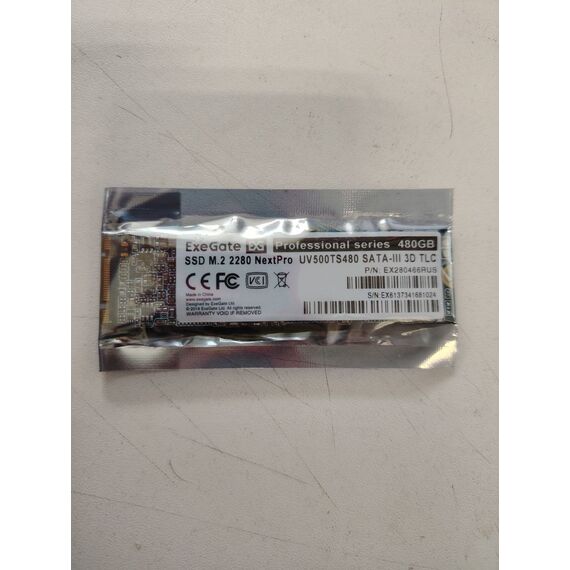 ExeGate Professional series 480GB
SSD M.2 2280 NextPro UV500TS480 SATA-III 3D TLC
P/N: EX280466RUS
Made in China
www.exegate.com
Designed by ExeGate Ltd.
© 2018 ExeGate Ltd. All rights reserved.
WARRANTY VOID IF REMOVED
S/N: EX6137341681024